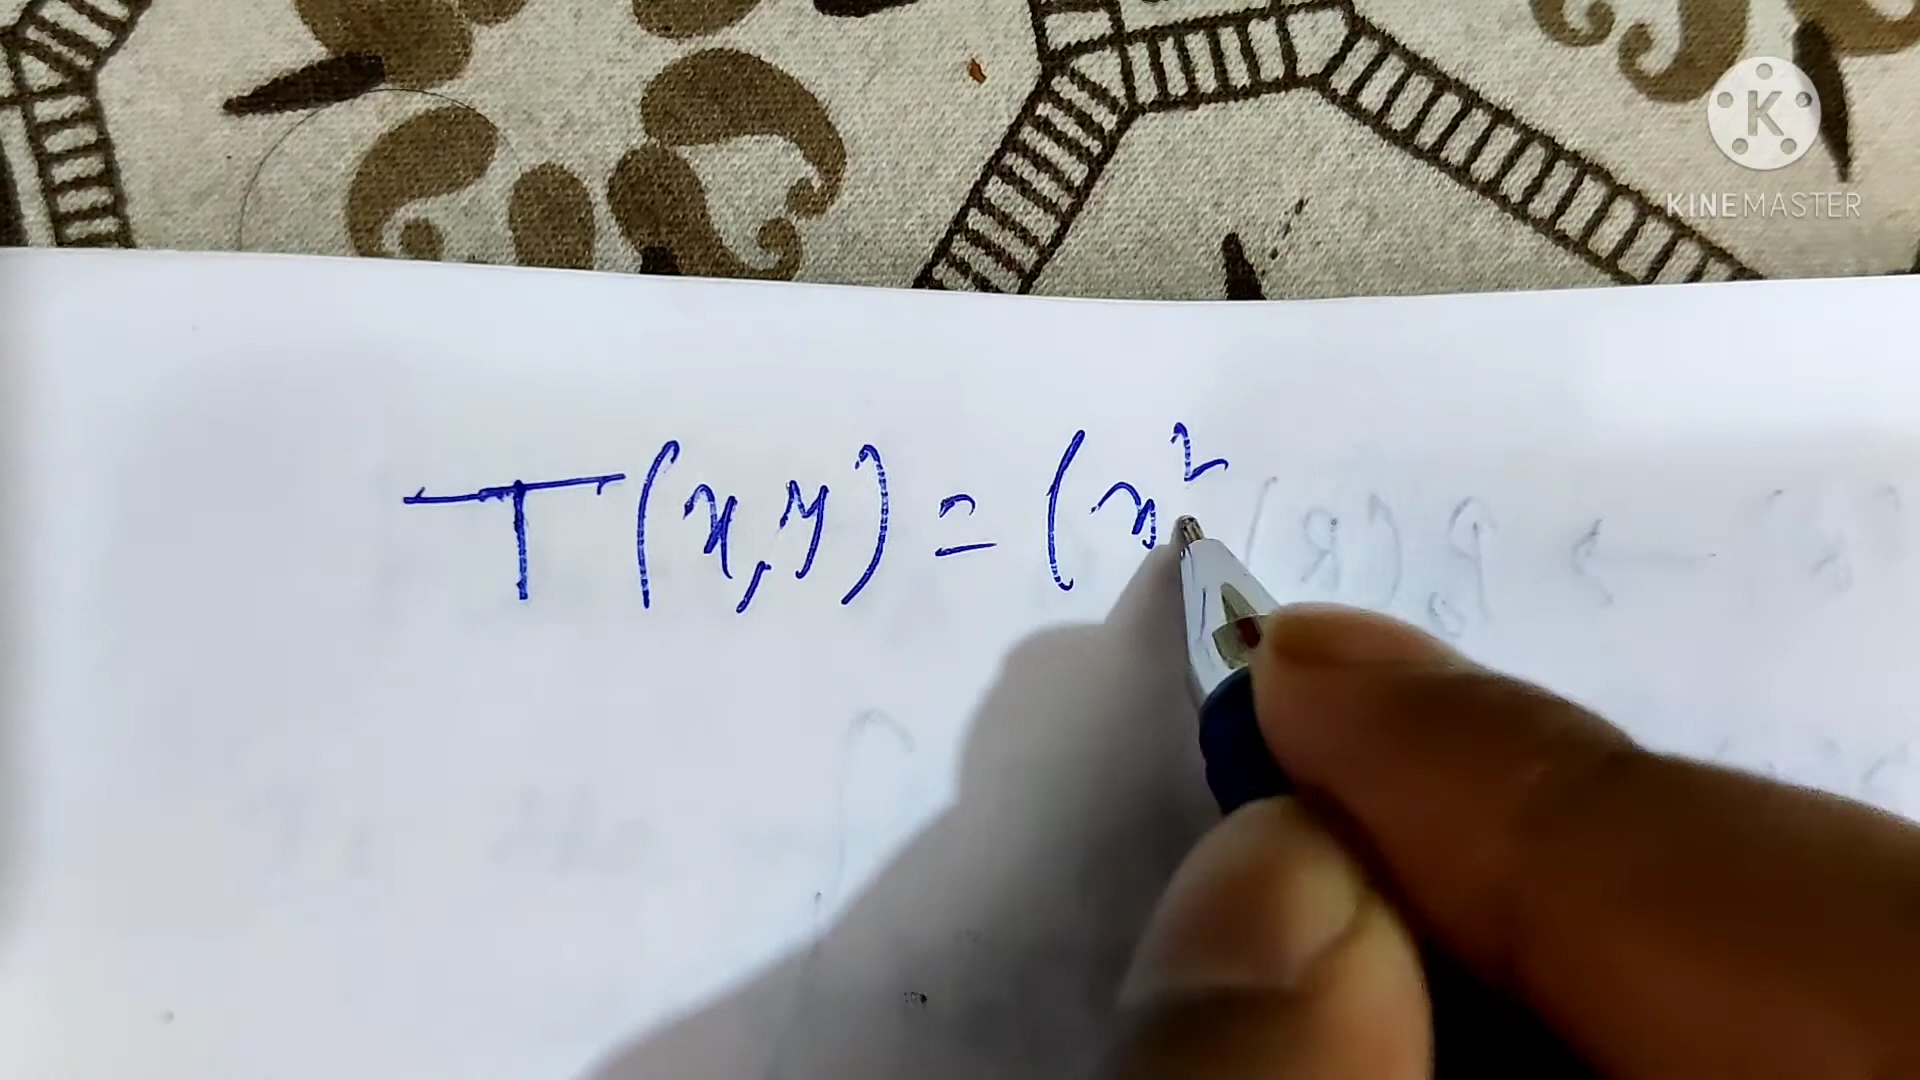 K
KINEMASTER
T(x,y) = (x²